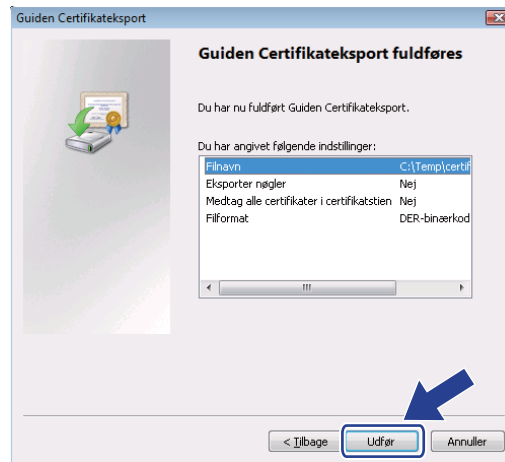 Guiden Certifikateksport
Guiden Certifikateksport fuldføres
Du har nu fuldført Guiden Certifikateksport.
Du har angivet følgende indstillinger:
Filnavn C:\Temp\certif
Eksporter nøgler Nej
Medtag alle certifikater i certifikatstien Nej
Filformat DER-binærkod
< Tilbage Udfør Annuller